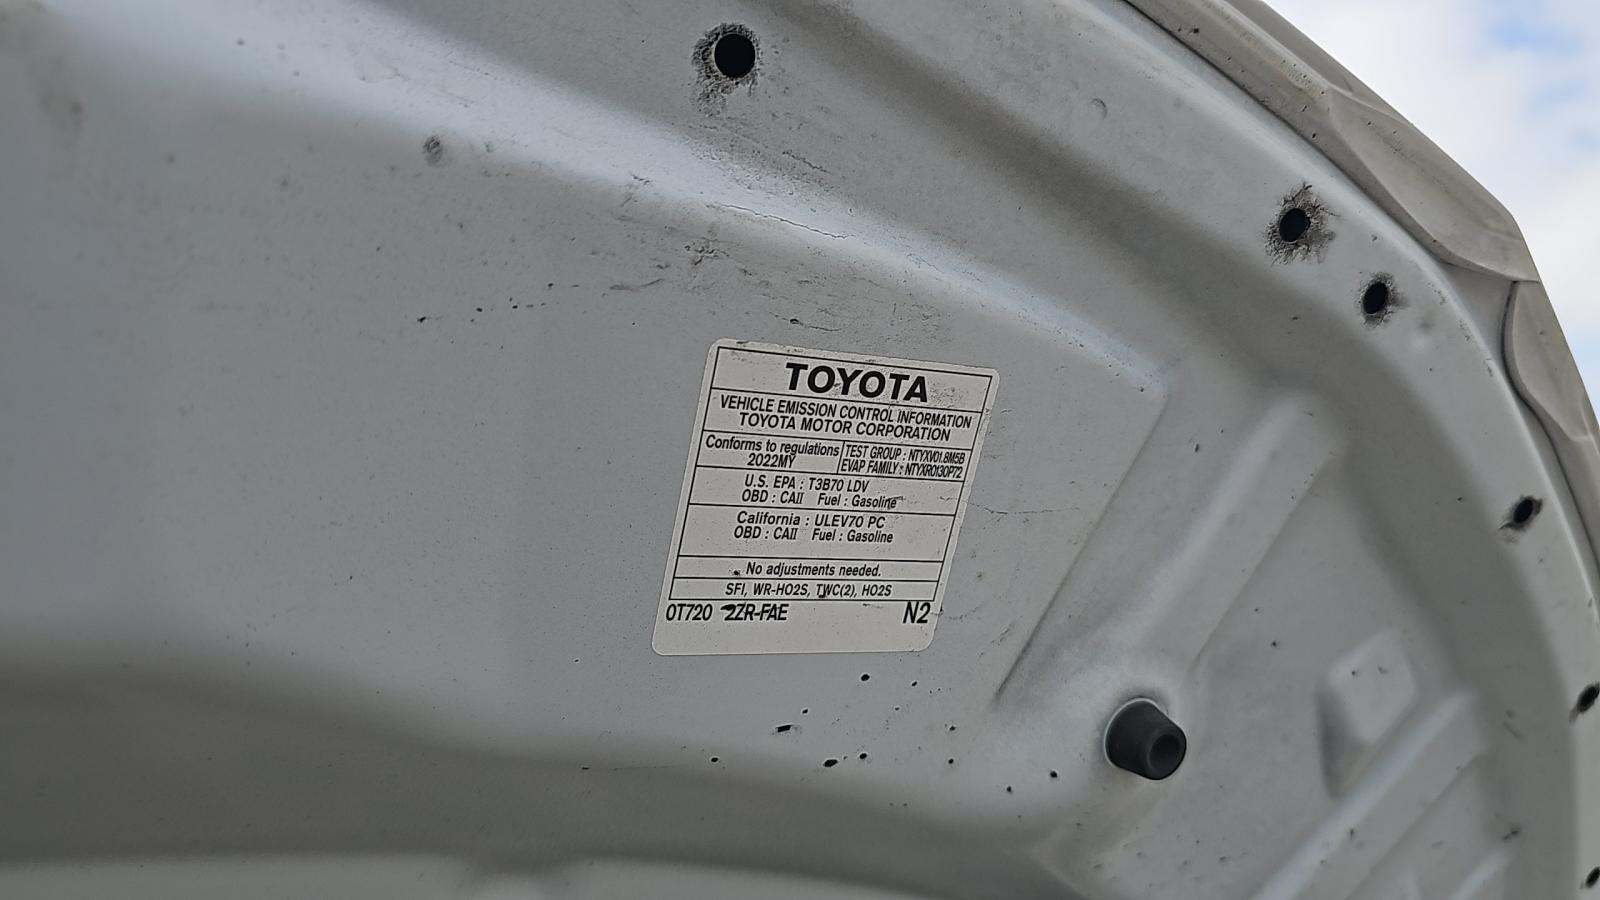 TOYOTA
VEHICLE EMISSION CONTROL INFORMATION
TOYOTA MOTOR CORPORATION
Conforms to regulations
2022MY
TEST GROUP : NTYXV01.8M5B
EVAP FAMILY : NTYXR0130P72
U.S. EPA : T3B70 LDV
OBD : CAII Fuel : Gasoline
California : ULEV70 PC
OBD : CAII Fuel : Gasoline
No adjustments needed.
SFI, WR-HO2S, TWC(2), HO2S
0T720 2ZR-FAE N2